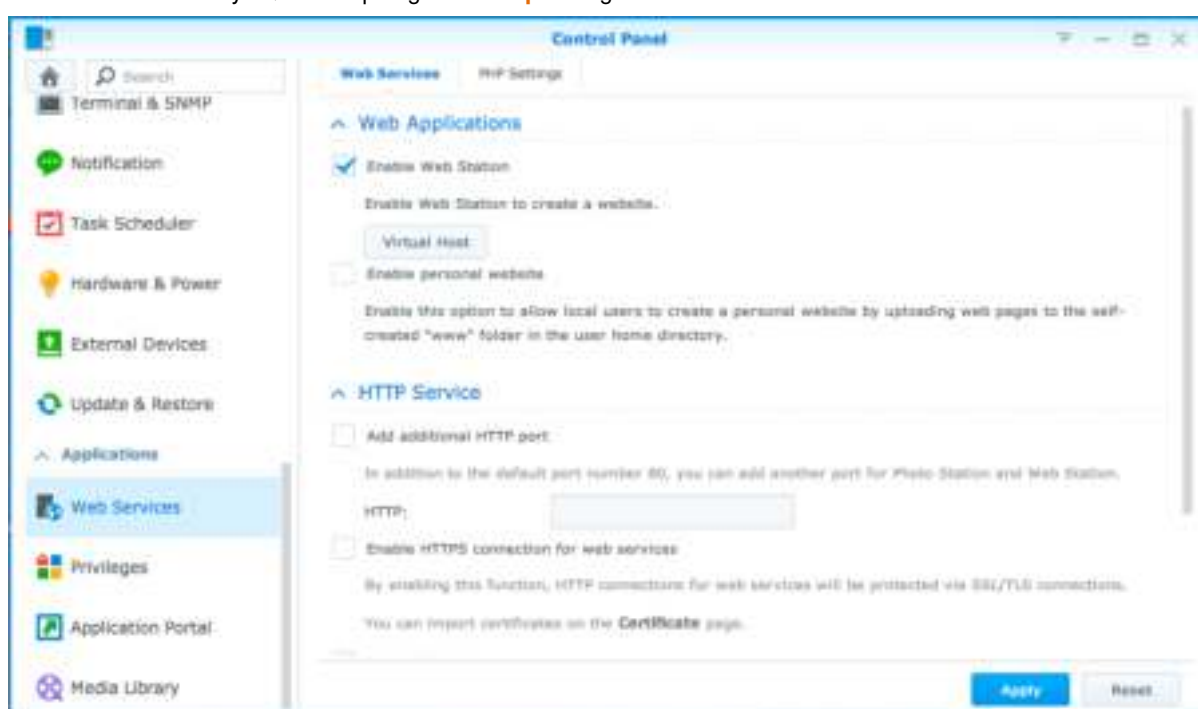 Control Panel
Search
Terminal & SNMP
Notification
Task Scheduler
Hardware & Power
External Devices
Update & Restore
Applications
Web Services
Privileges
Application Portal
Media Library
Web Services PHP Settings
Web Applications
Enable Web Station
Enable Web Station to create a website.
Virtual Host
Enable personal website
Enable this option to allow local users to create a personal website by uploading web pages to the self-
created "www" folder in the user home directory.
HTTP Service
Add additional HTTP port
In addition to the default port number 80, you can add another port for Photo Station and Web Station.
HTTP:
Enable HTTPS connection for web services
By enabling this function, HTTP connections for web services will be protected via SSL/TLS connections.
You can import certificates on the Certificate page.
Apply Reset